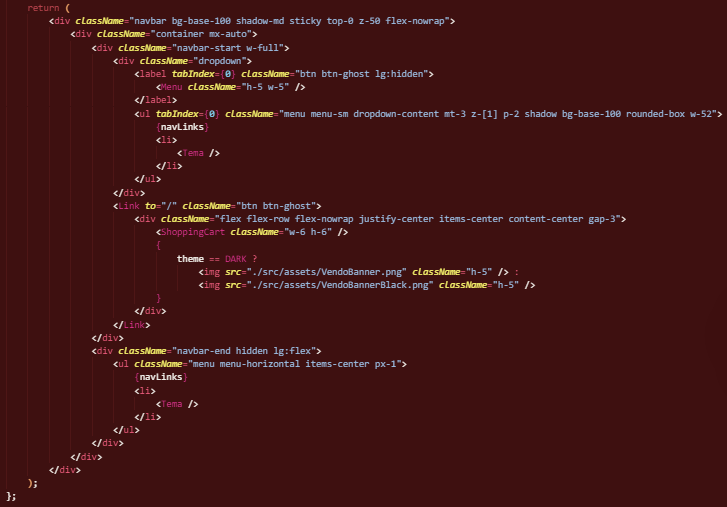 return (
<div className="navbar bg-base-100 shadow-md sticky top-0 z-50 flex-nowrap">
<div className="container mx-auto">
<div className="navbar-start w-full">
<div className="dropdown">
<label tabIndex={0} className="btn btn-ghost lg:hidden">
<Menu className="h-5 w-5" />
</label>
<ul tabIndex={0} className="menu menu-sm dropdown-content mt-3 z-[1] p-2 shadow bg-base-100 rounded-box w-52">
{navLinks}
<li>
<Tema />
</li>
</ul>
</div>
<Link to="/" className="btn btn-ghost">
<div className="flex flex-row flex-nowrap justify-center items-center content-center gap-3">
<ShoppingCart className="w-6 h-6" />
{
theme == DARK ?
<img src="./src/assets/VendoBanner.png" className="h-5" /> :
<img src="./src/assets/VendoBannerBlack.png" className="h-5" />
}
</div>
</Link>
</div>
<div className="navbar-end hidden lg:flex">
<ul className="menu menu-horizontal items-center px-1">
{navLinks}
<li>
<Tema />
</li>
</ul>
</div>
</div>
</div>
);
};